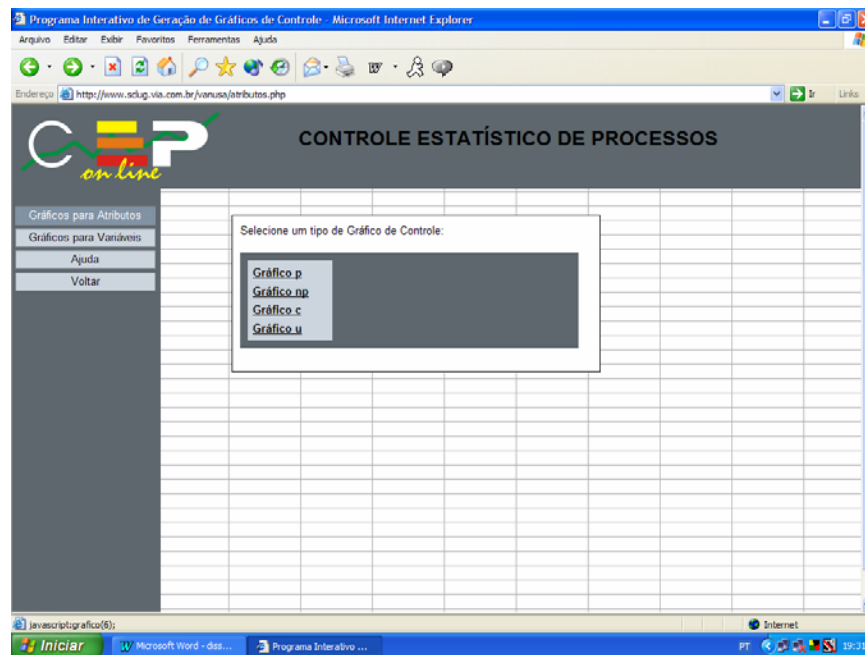 Programa Interativo de Geração de Gráficos de Controle - Microsoft Internet Explorer
Arquivo Editar Exibir Favoritos Ferramentas Ajuda
Endereço http://www.sclug.via.com.br/vanusa/atributos.php Ir Links
CEP
on line
CONTROLE ESTATÍSTICO DE PROCESSOS
Gráficos para Atributos
Gráficos para Variáveis
Ajuda
Voltar
Selecione um tipo de Gráfico de Controle:
Gráfico p
Gráfico np
Gráfico c
Gráfico u
javascript:grafico(6); Internet
Iniciar Microsoft Word - diss... Programa Interativo ... PT 19:31